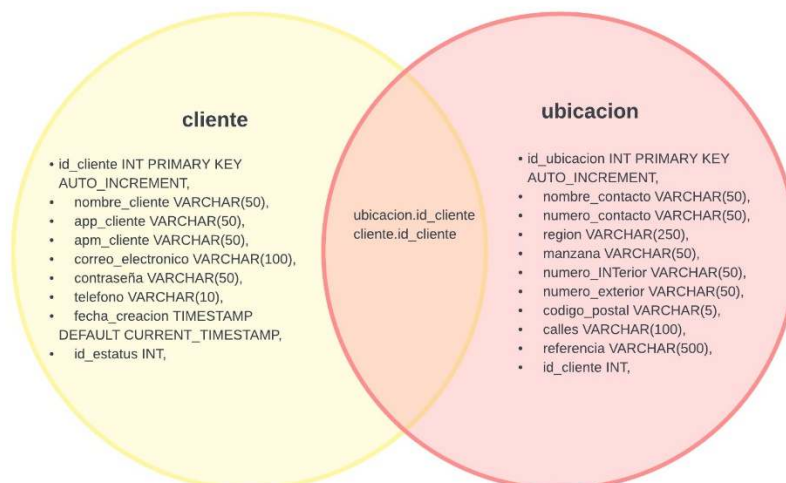 cliente
• id_cliente INT PRIMARY KEY
AUTO_INCREMENT,
• nombre_cliente VARCHAR(50),
• app_cliente VARCHAR(50),
• apm_cliente VARCHAR(50),
• correo_electronico VARCHAR(100),
• contraseña VARCHAR(50),
• telefono VARCHAR(10),
• fecha_creacion TIMESTAMP
DEFAULT CURRENT_TIMESTAMP,
• id_estatus INT,
ubicacion.id_cliente
cliente.id_cliente
ubicacion
• id_ubicacion INT PRIMARY KEY
AUTO_INCREMENT,
• nombre_contacto VARCHAR(50),
• numero_contacto VARCHAR(50),
• region VARCHAR(250),
• manzana VARCHAR(50),
• numero_INTerior VARCHAR(50),
• numero_exterior VARCHAR(50),
• codigo_postal VARCHAR(5),
• calles VARCHAR(100),
• referencia VARCHAR(500),
• id_cliente INT,